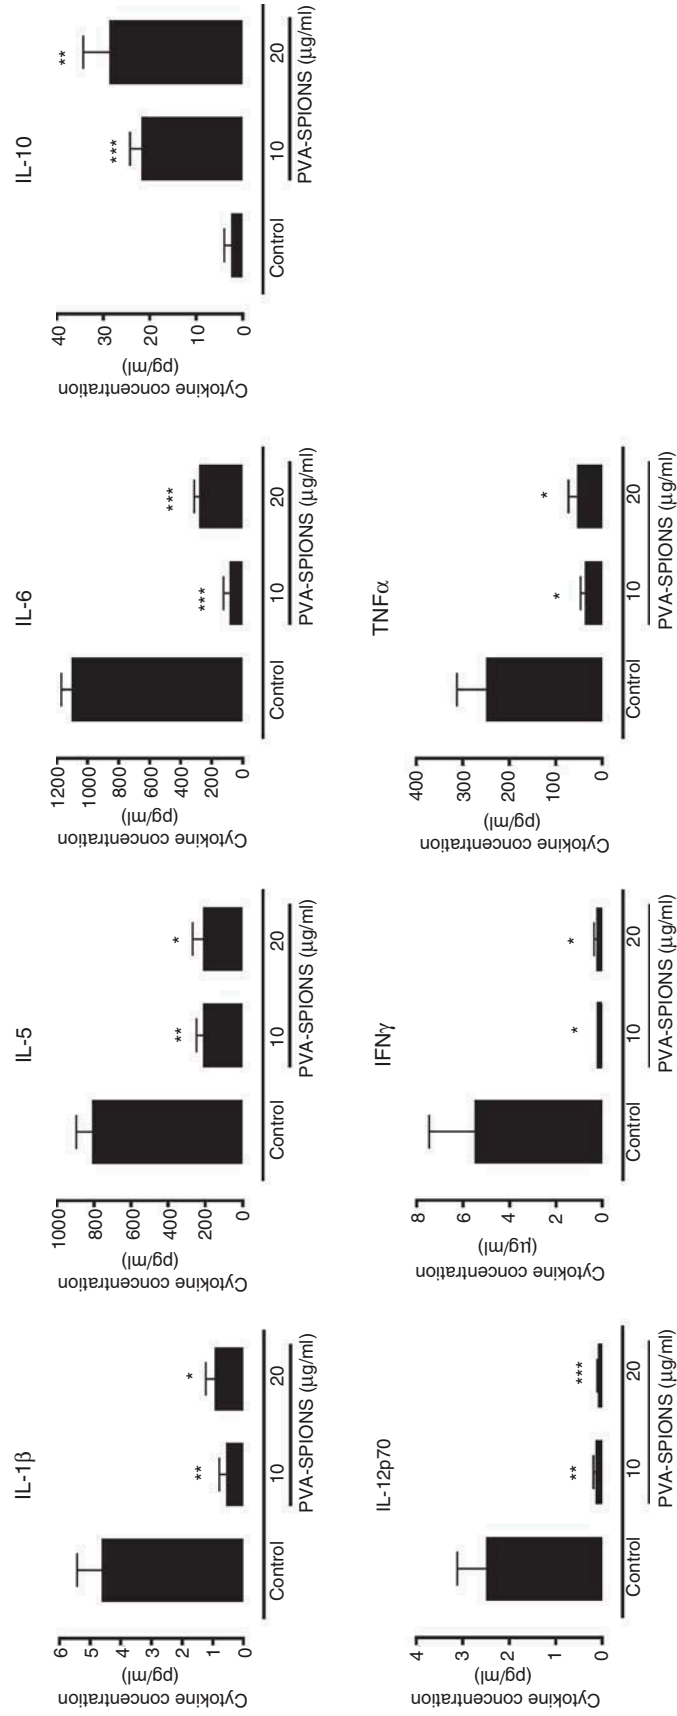 IL-1β
Cytokine concentration
(pg/ml)
6
5
4
3
2
1
0
**
*
Control
10
20
PVA-SPIONS (µg/ml)
IL-5
Cytokine concentration
(pg/ml)
1000
800
600
400
200
0
**
*
Control
10
20
PVA-SPIONS (µg/ml)
IL-6
Cytokine concentration
(pg/ml)
1200
1000
800
600
400
200
0
***
***
Control
10
20
PVA-SPIONS (µg/ml)
IL-10
Cytokine concentration
(pg/ml)
40
30
20
10
0
***
**
Control
10
20
PVA-SPIONS (µg/ml)
IL-12p70
Cytokine concentration
(pg/ml)
4
3
2
1
0
**
***
Control
10
20
PVA-SPIONS (µg/ml)
IFNγ
Cytokine concentration
(µg/ml)
8
6
4
2
0
*
*
Control
10
20
PVA-SPIONS (µg/ml)
TNFα
Cytokine concentration
(pg/ml)
400
300
200
100
0
*
*
Control
10
20
PVA-SPIONS (µg/ml)